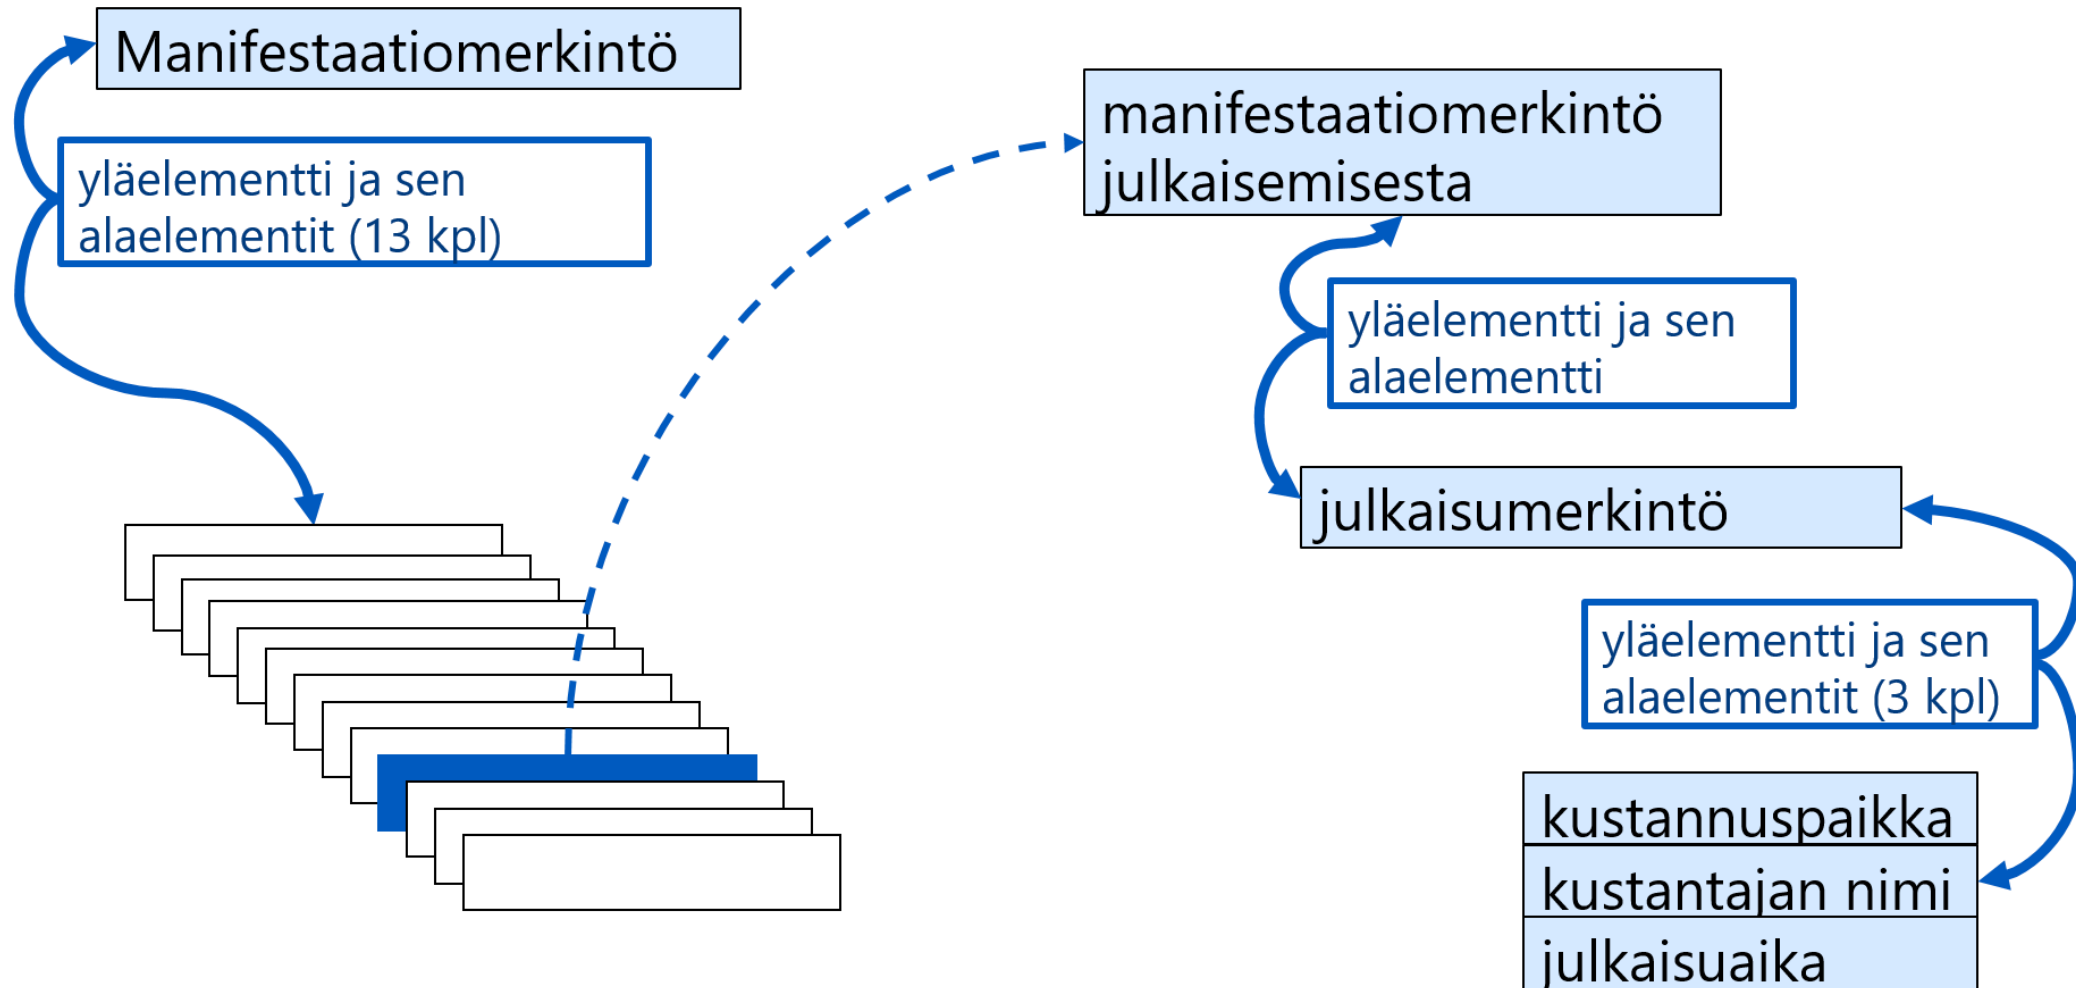 Manifestaatiomerkintö
yläelementti ja sen
alaelementit (13 kpl)
manifestaatiomerkintö
julkaisemisesta
yläelementti ja sen
alaelementti
julkaisumerkintö
yläelementti ja sen
alaelementit (3 kpl)
kustannuspaikka
kustantajan nimi
julkaisuaika